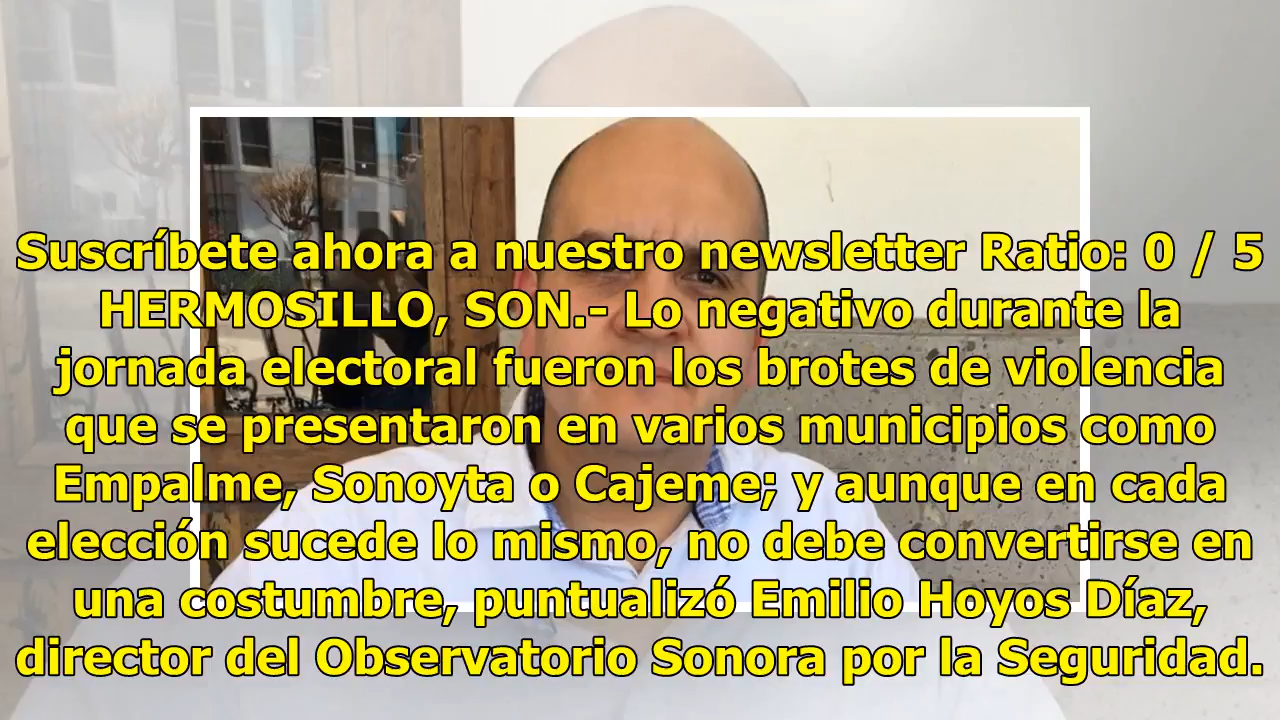 Suscríbete ahora a nuestro newsletter Ratio: 0 / 5
HERMOSILLO, SON.- Lo negativo durante la
jornada electoral fueron los brotes de violencia
que se presentaron en varios municipios como
Empalme, Sonoyta o Cajeme; y aunque en cada
elección sucede lo mismo, no debe convertirse en
una costumbre, puntualizó Emilio Hoyos Díaz,
director del Observatorio Sonora por la Seguridad.